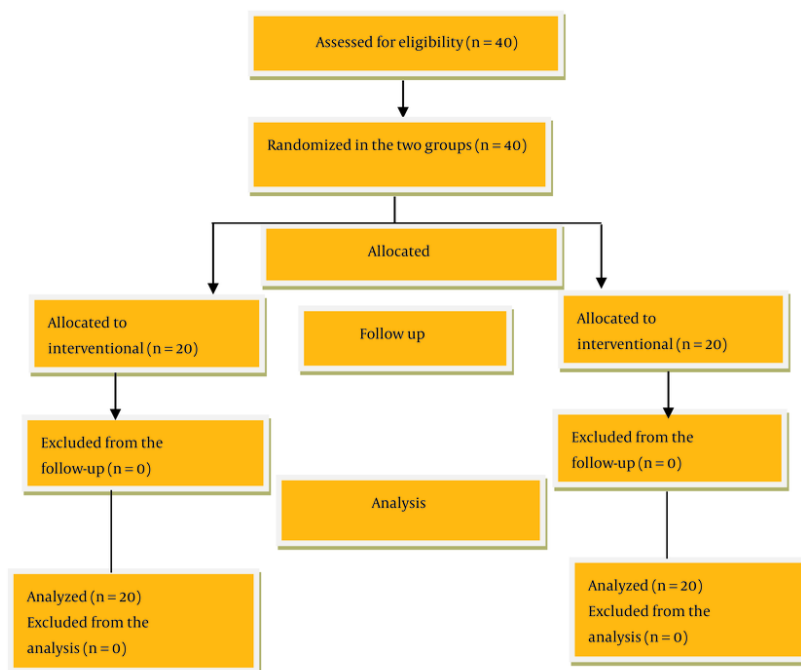 Assessed for eligibility (n = 40)
Randomized in the two groups (n = 40)
Allocated
Allocated to
interventional (n = 20)
Follow up
Allocated to
interventional (n = 20)
Excluded from the
follow-up (n = 0)
Excluded from the
follow-up (n = 0)
Analysis
Analyzed (n = 20)
Excluded from the
analysis (n = 0)
Analyzed (n = 20)
Excluded from the
analysis (n = 0)